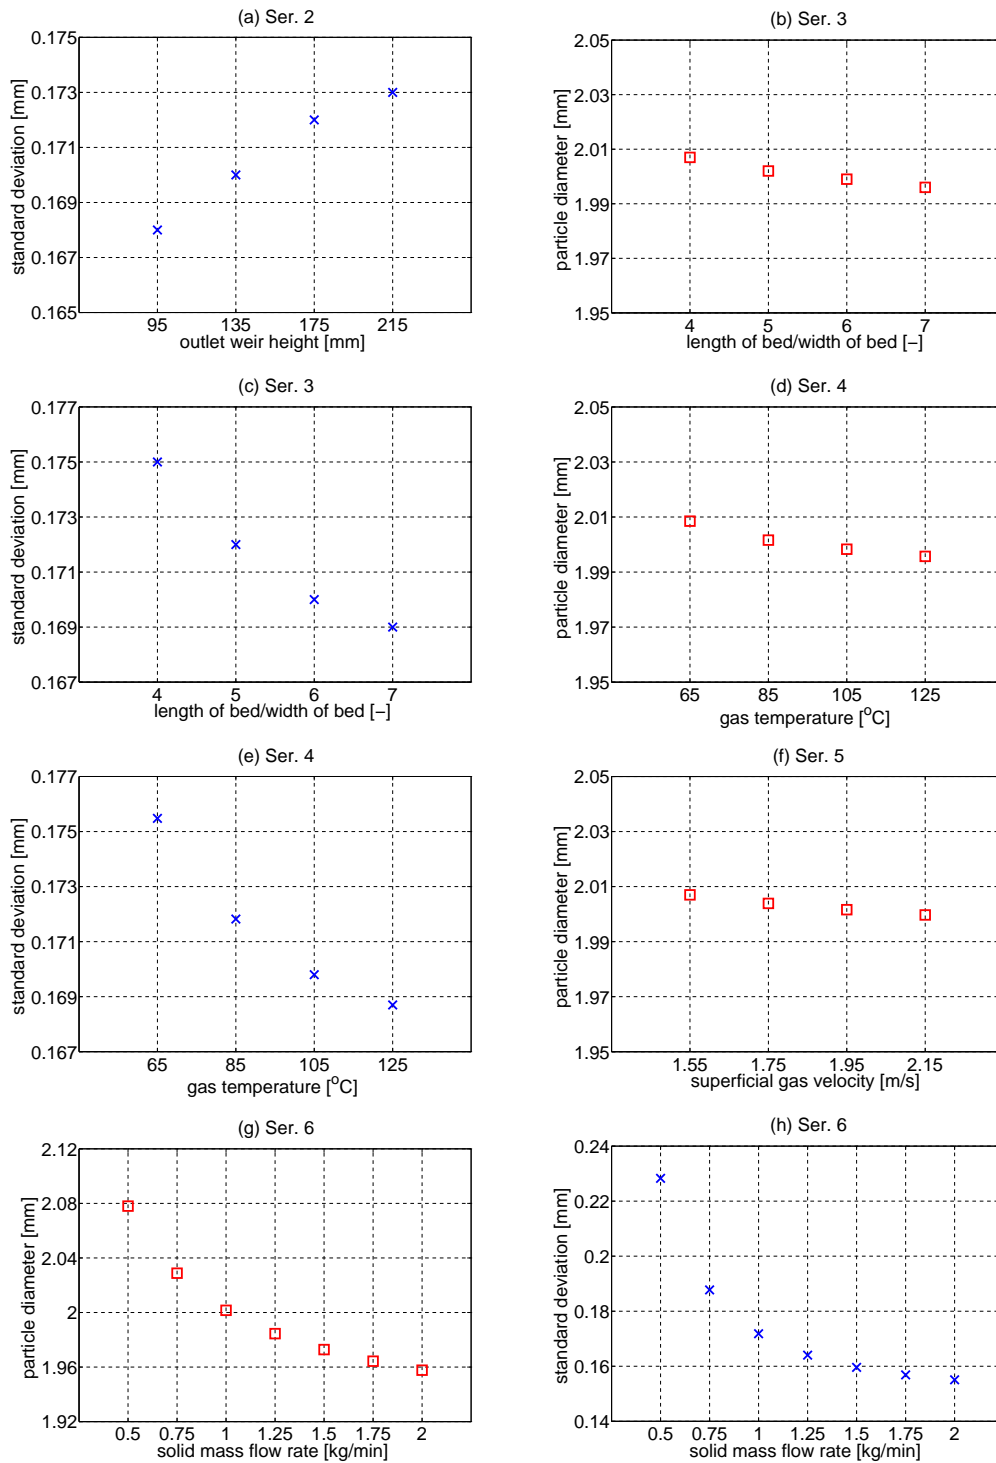 (a) Ser. 2
0.175
0.173
0.171
0.169
0.167
0.165
standard deviation [mm]
95 135 175 215
outlet weir height [mm]
(b) Ser. 3
2.05
2.03
2.01
1.99
1.97
1.95
particle diameter [mm]
4 5 6 7
length of bed/width of bed [−]
(c) Ser. 3
0.177
0.175
0.173
0.171
0.169
0.167
standard deviation [mm]
4 5 6 7
length of bed/width of bed [−]
(d) Ser. 4
2.05
2.03
2.01
1.99
1.97
1.95
particle diameter [mm]
65 85 105 125
gas temperature [°C]
(e) Ser. 4
0.177
0.175
0.173
0.171
0.169
0.167
standard deviation [mm]
65 85 105 125
gas temperature [°C]
(f) Ser. 5
2.05
2.03
2.01
1.99
1.97
1.95
particle diameter [mm]
1.55 1.75 1.95 2.15
superficial gas velocity [m/s]
(g) Ser. 6
2.12
2.08
2.04
2
1.96
1.92
particle diameter [mm]
0.5 0.75 1 1.25 1.5 1.75 2
solid mass flow rate [kg/min]
(h) Ser. 6
0.24
0.22
0.2
0.18
0.16
0.14
standard deviation [mm]
0.5 0.75 1 1.25 1.5 1.75 2
solid mass flow rate [kg/min]